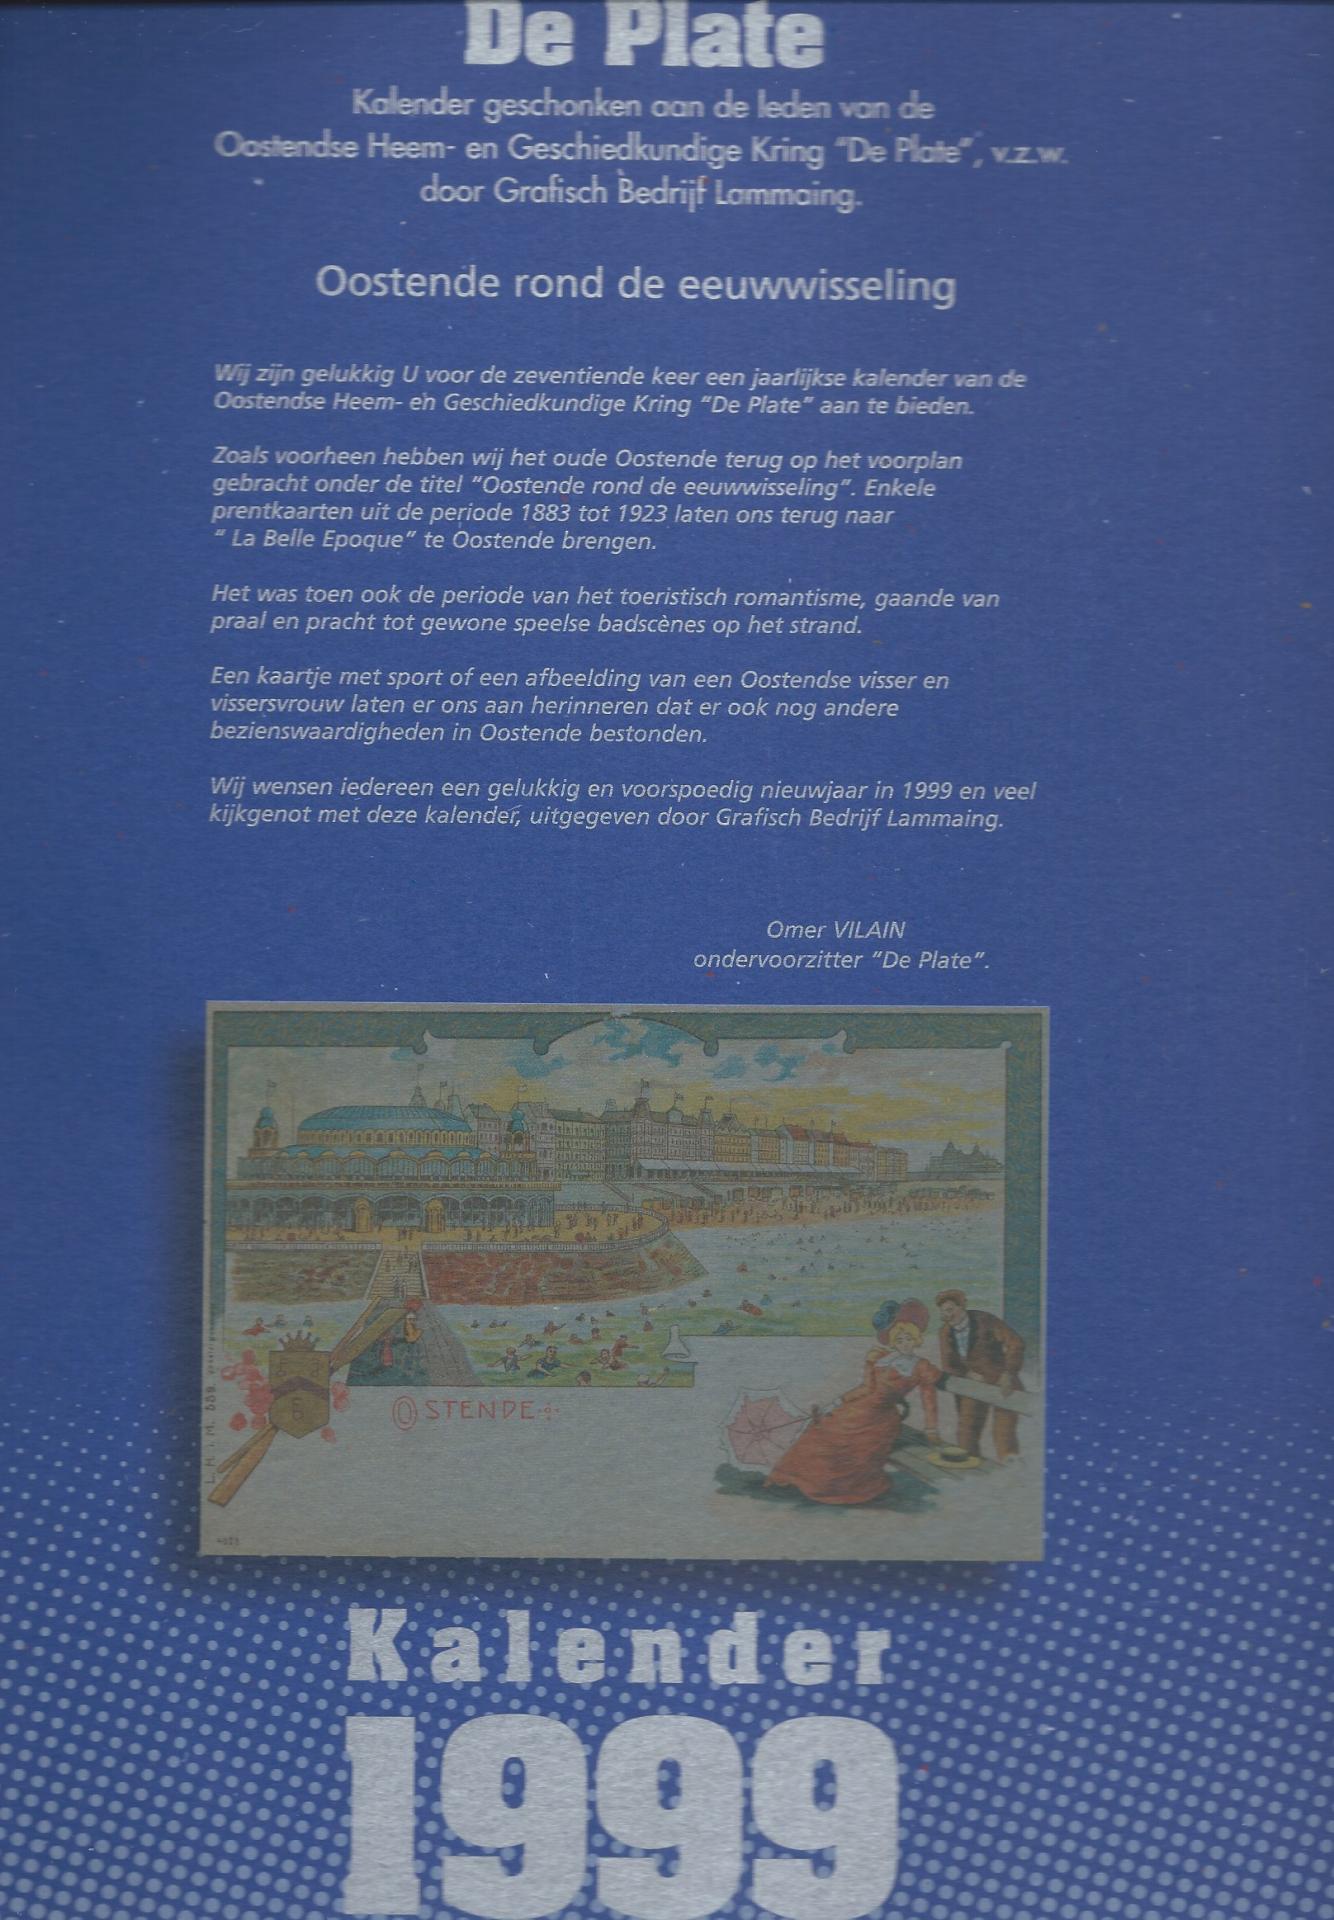 De Plate
Kalender geschonken aan de leden van de
Oostendse Heem- en Geschiedkundige Kring “De Plate”, v.z.w.
door Grafisch Bedrijf Lammaing.
Oostende rond de eeuwwisseling
Wij zijn gelukkig U voor de zeventiende keer een jaarlijkse kalender van de
Oostendse Heem- en Geschiedkundige Kring “De Plate” aan te bieden.
Zoals voorheen hebben wij het oude Oostende terug op het voorplan
gebracht onder de titel “Oostende rond de eeuwwisseling”. Enkele
prentkaarten uit de periode 1883 tot 1923 laten ons terug naar
“ La Belle Epoque” te Oostende brengen.
Het was toen ook de periode van het toeristisch romantisme, gaande van
praal en pracht tot gewone speelse badscènes op het strand.
Een kaartje met sport of een afbeelding van een Oostendse visser en
vissersvrouw laten er ons aan herinneren dat er ook nog andere
bezienswaardigheden in Oostende bestonden.
Wij wensen iedereen een gelukkig en voorspoedig nieuwjaar in 1999 en veel
kijkgenot met deze kalender, uitgegeven door Grafisch Bedrijf Lammaing.
Omer VILAIN
ondervoorzitter “De Plate”.
OSTENDE
Kalender
1999